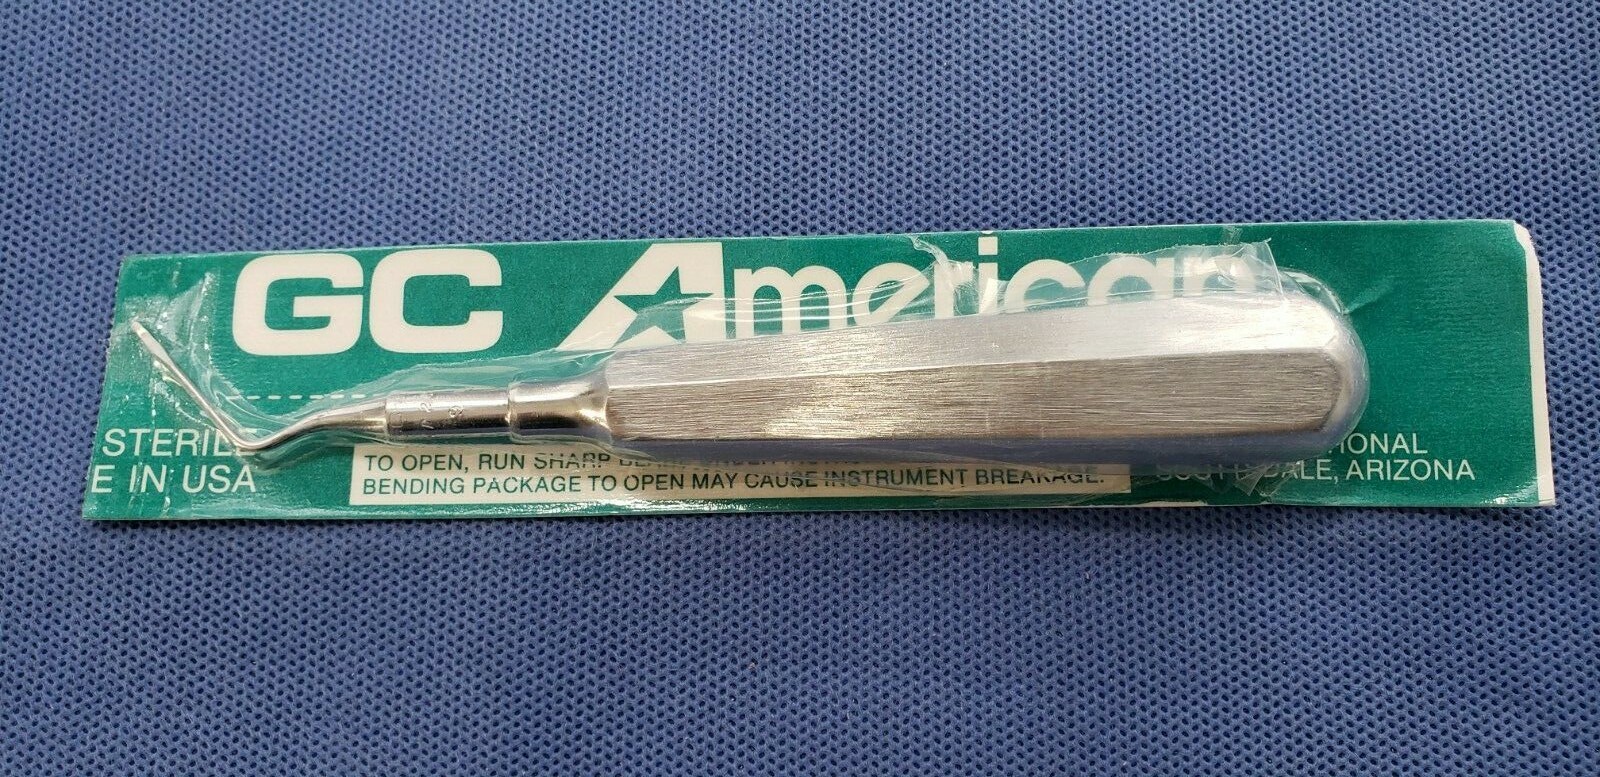 GC American
STERILE
E IN USA
TO OPEN, RUN SHARP
BENDING PACKAGE TO OPEN MAY CAUSE INSTRUMENT BREAKAGE.
IONAL
SCOTTSDALE, ARIZONA